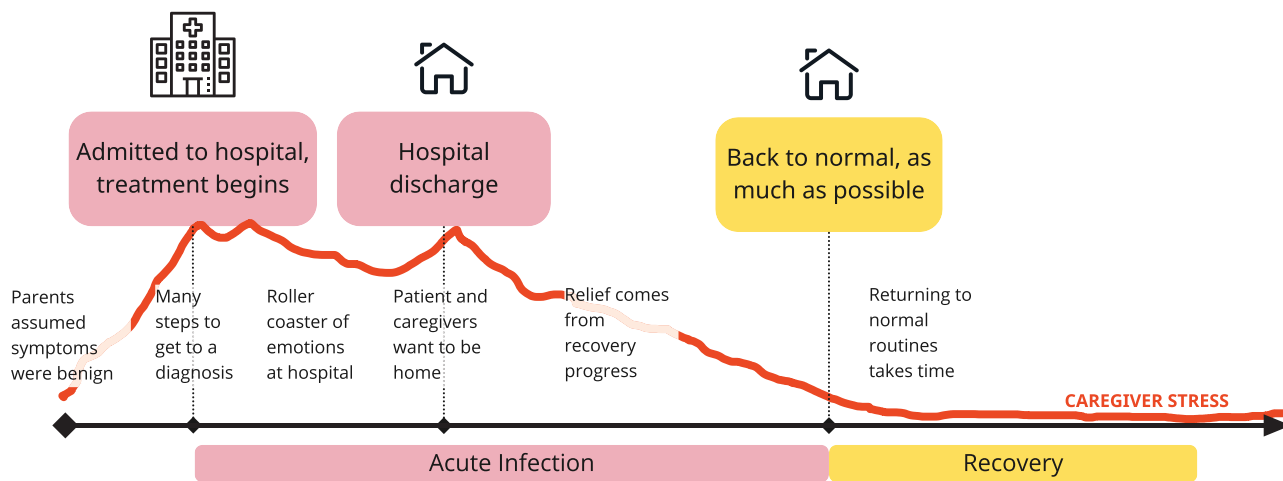 Admitted to hospital,
treatment begins
Hospital
discharge
Back to normal, as
much as possible
Parents
assumed
symptoms
were benign
Many
steps to
get to a
diagnosis
Roller
coaster of
emotions
at hospital
Patient and
caregivers
want to be
home
Relief comes
from
recovery
progress
Returning to
normal
routines
takes time
CAREGIVER STRESS
Acute Infection
Recovery